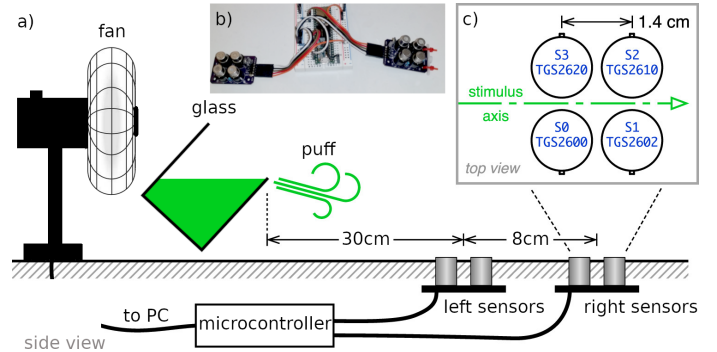 a)
fan
b)
c)
1.4 cm
S3
TGS2620
S2
TGS2610
stimulus
axis
S0
TGS2600
S1
TGS2602
top view
glass
puff
30cm
8cm
left sensors
right sensors
to PC
microcontroller
side view